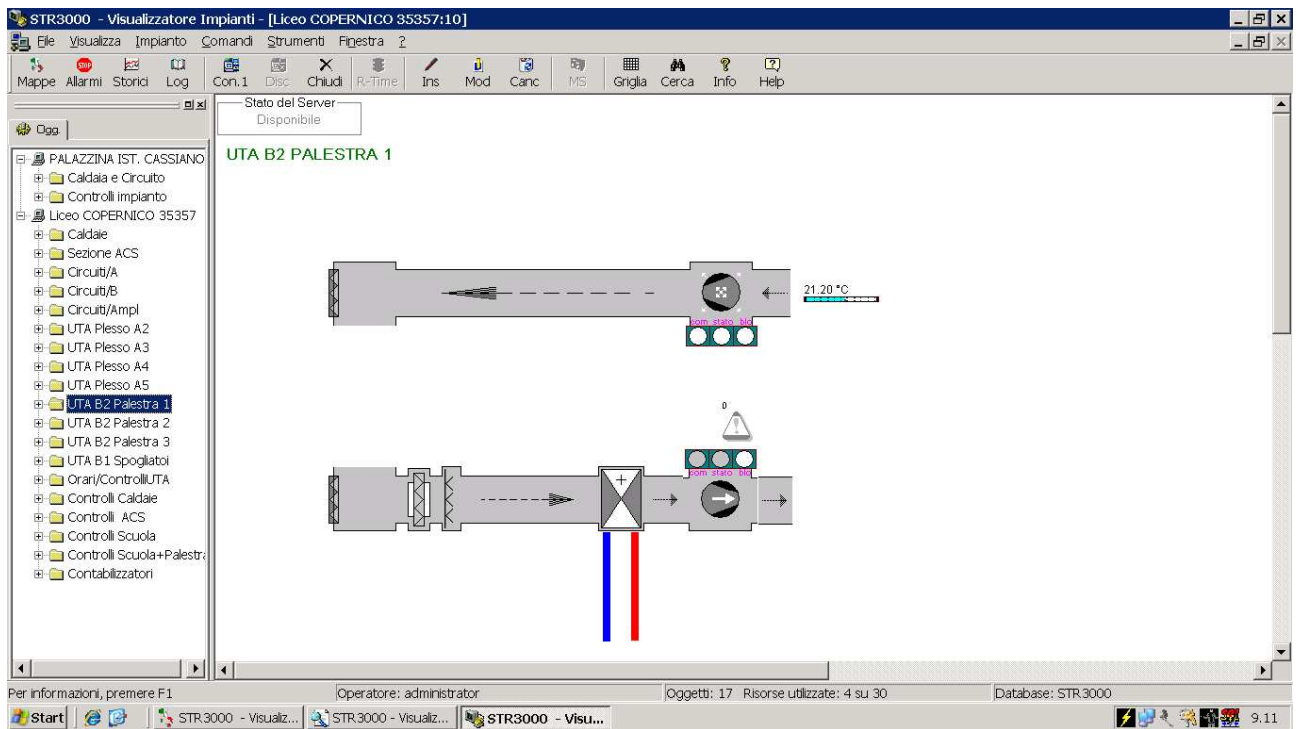 STR3000 - Visualizzatore Impianti - [Liceo COPERNICO 35357:10]
File Visualizza Impianto Comandi Strumenti Finestra ?
Mappe Allarmi Storici Log Con.1 Disc Chiudi R-Time Ins Mod Canc MS Griglia Cerca Info Help
Stato del Server
Disponibile
Ogg.
UTA B2 PALESTRA 1
PALAZZINA IST. CASSIANO
Caldaia e Circuito
Controlli impianto
Liceo COPERNICO 35357
Caldaie
Sezione ACS
Circuiti/A
Circuiti/B
Circuiti/Ampl
UTA Plesso A2
UTA Plesso A3
UTA Plesso A4
UTA Plesso A5
UTA B2 Palestra 1
UTA B2 Palestra 2
UTA B2 Palestra 3
UTA B1 Spogliatoi
Orari/ControlliUTA
Controlli Caldaie
Controlli ACS
Controlli Scuola
Controlli Scuola+Palestra
Contabilizzatori
21.20 °C
com stato blo
0
com stato blo
Per informazioni, premere F1 Operatore: administrator Oggetti: 17 Risorse utilizzate: 4 su 30 Database: STR3000
Start STR3000 - Visualiz... STR3000 - Visualiz... STR3000 - Visu... 9.11